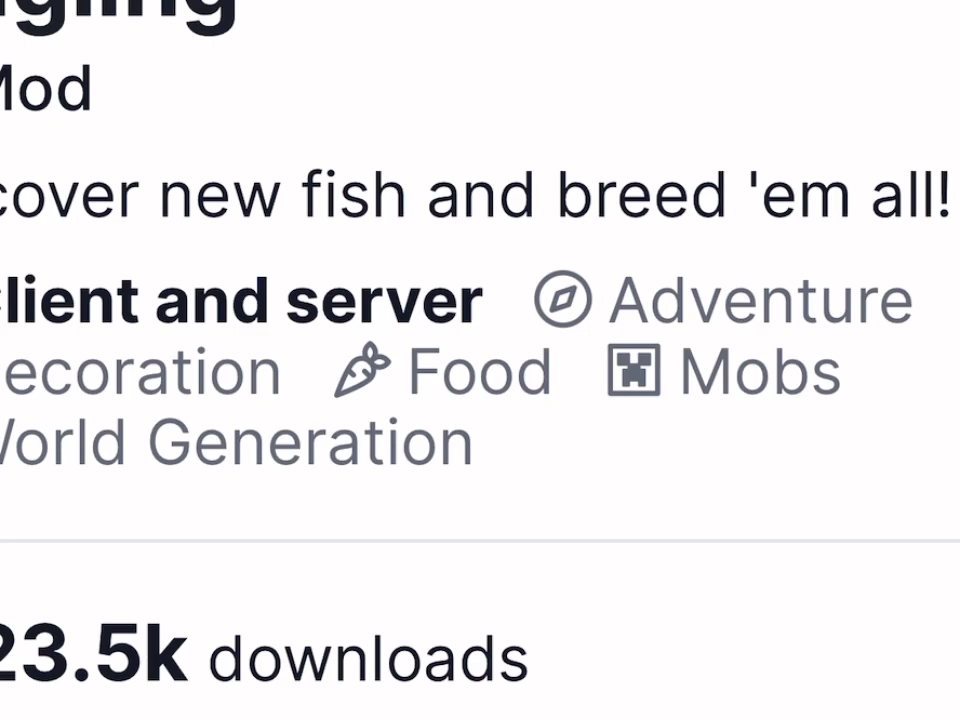 Mod
cover new fish and breed 'em all!
Client and server Adventure
ecoration Food Mobs
World Generation
23.5k downloads